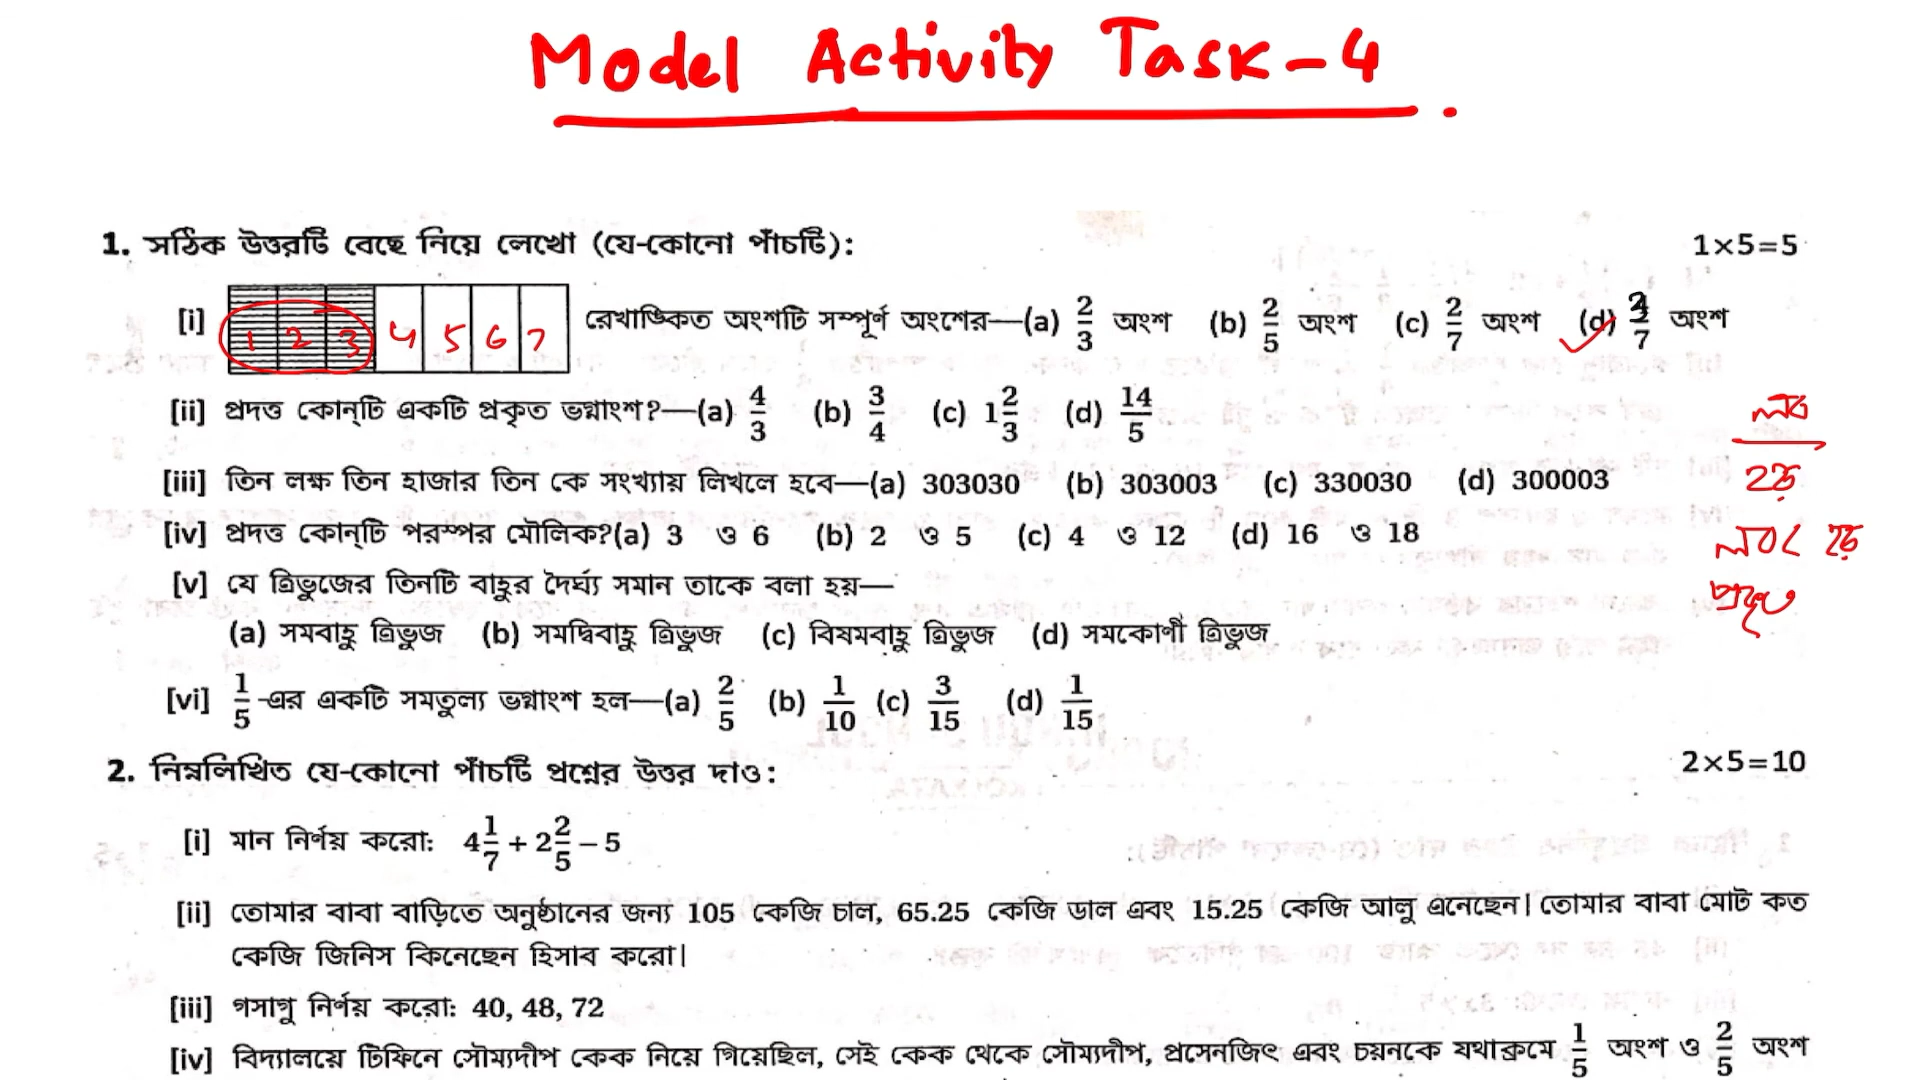 Model Activity Task-4
1. সঠিক উত্তরটি বেছে নিয়ে লেখো (যে-কোনো পাঁচটি): 1×5=5
[i] 1 2 3 4 5 6 7 রেখাঙ্কিত অংশটি সম্পূর্ণ অংশের—(a) 2/3 অংশ (b) 2/5 অংশ (c) 2/7 অংশ (d) /7 অংশ
[ii] প্রদত্ত কোন্‌টি একটি প্রকৃত ভগ্নাংশ?—(a) 4/3 (b) 3/4 (c) 1 2/3 (d) 14/5
লব
[iii] তিন লক্ষ তিন হাজার তিন কে সংখ্যায় লিখলে হবে—(a) 303030 (b) 303003 (c) 330030 (d) 300003
হর
[iv] প্রদত্ত কোন্‌টি পরস্পর মৌলিক?(a) 3 ও 6 (b) 2 ও 5 (c) 4 ও 12 (d) 16 ও 18
লব < হর
[v] যে ত্রিভুজের তিনটি বাহুর দৈর্ঘ্য সমান তাকে বলা হয়—
প্রকৃত
(a) সমবাহু ত্রিভুজ (b) সমদ্বিবাহু ত্রিভুজ (c) বিষমবাহু ত্রিভুজ (d) সমকোণী ত্রিভুজ
[vi] 1/5 -এর একটি সমতুল্য ভগ্নাংশ হল—(a) 2/5 (b) 1/10 (c) 3/15 (d) 1/15
2. নিম্নলিখিত যে-কোনো পাঁচটি প্রশ্নের উত্তর দাও: 2×5=10
[i] মান নির্ণয় করো: 4 1/7 + 2 2/5 – 5
[ii] তোমার বাবা বাড়িতে অনুষ্ঠানের জন্য 105 কেজি চাল, 65.25 কেজি ডাল এবং 15.25 কেজি আলু এনেছেন। তোমার বাবা মোট কত
কেজি জিনিস কিনেছেন হিসাব করো।
[iii] গসাগু নির্ণয় করো: 40, 48, 72
[iv] বিদ্যালয়ে টিফিনে সৌম্যদীপ কেক নিয়ে গিয়েছিল, সেই কেক থেকে সৌম্যদীপ, প্রসেনজিৎ এবং চয়নকে যথাক্রমে 1/5 অংশ ও 2/5 অংশ